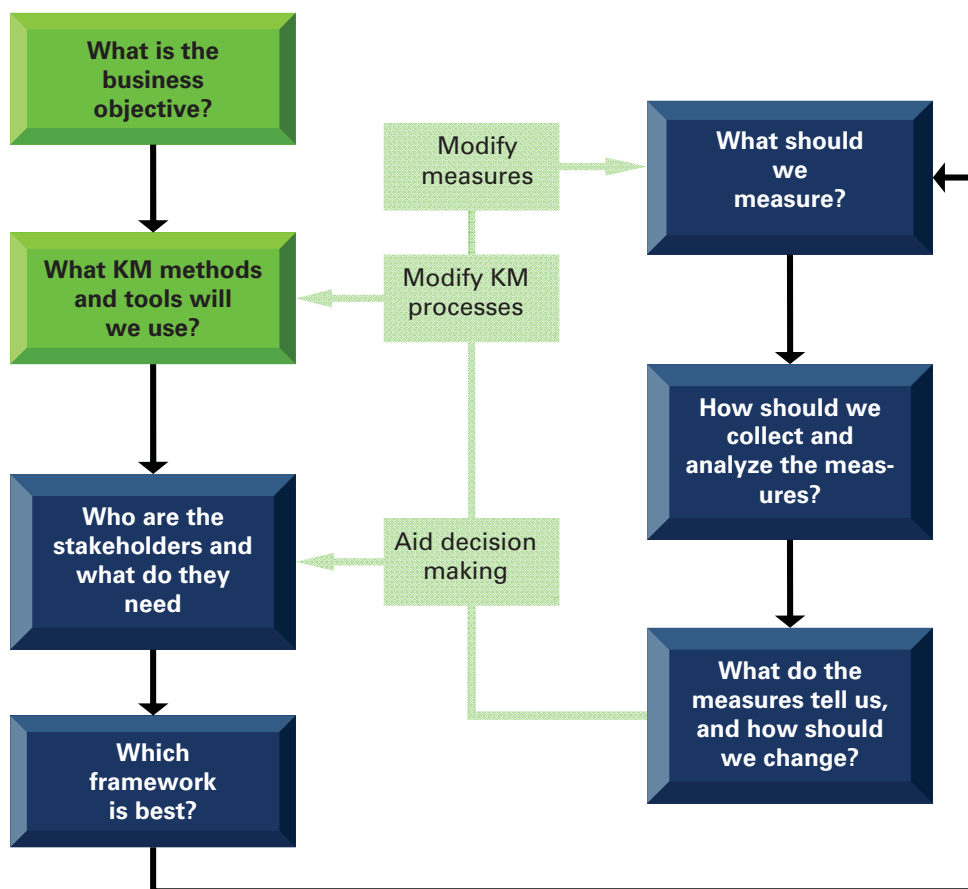 What is the
business
objective?
What KM methods
and tools will
we use?
Who are the
stakeholders and
what do they
need
Which
framework
is best?
Modify
measures
Modify KM
processes
Aid decision
making
What should
we
measure?
How should we
collect and
analyze the meas-
ures?
What do the
measures tell us,
and how should
we change?